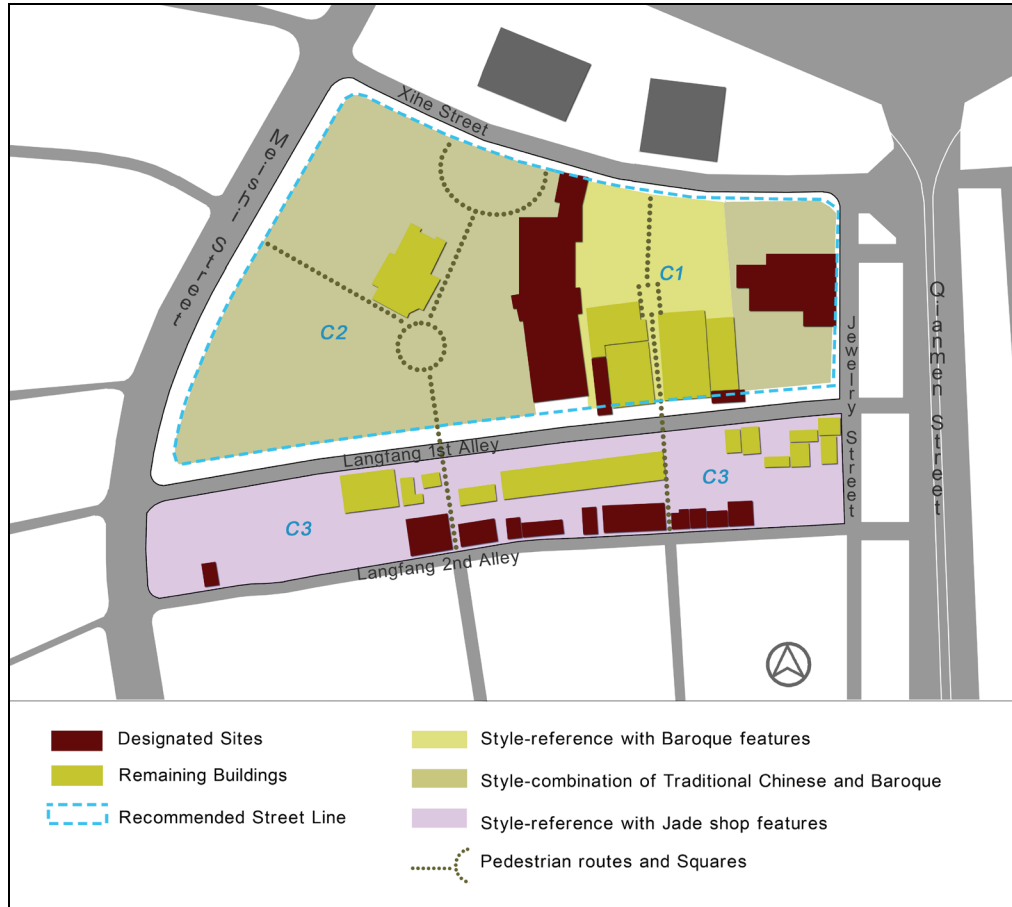 Xihe Street
Meishi Street
C1
C2
Qianmen Street
Jewelry Street
Langfang 1st Alley
C3
C3
Langfang 2nd Alley
Designated Sites
Remaining Buildings
Recommended Street Line
Style-reference with Baroque features
Style-combination of Traditional Chinese and Baroque
Style-reference with Jade shop features
Pedestrian routes and Squares